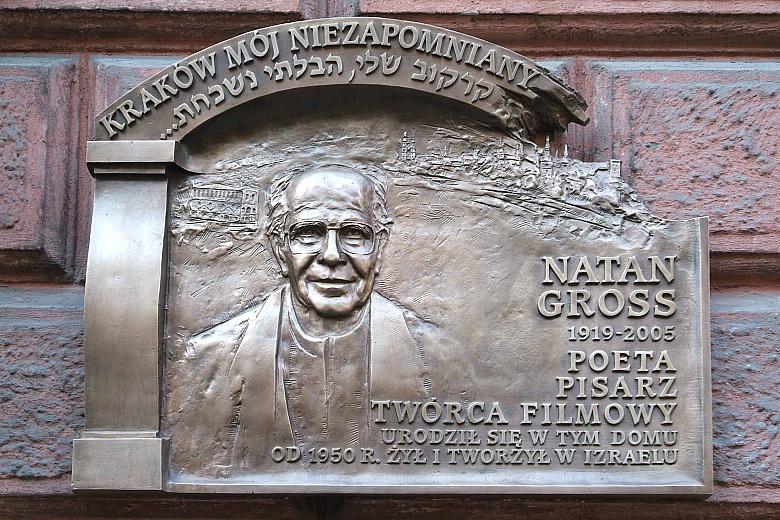 KRAKÓW MÓJ NIEZAPOMNIANY
קרקוב שלי, הבלתי נשכחת...
NATAN
GROSS
1919-2005
POETA
PISARZ
TWÓRCA FILMOWY
URODZIŁ SIĘ W TYM DOMU
OD 1950 R. ŻYŁ I TWORZYŁ W IZRAELU